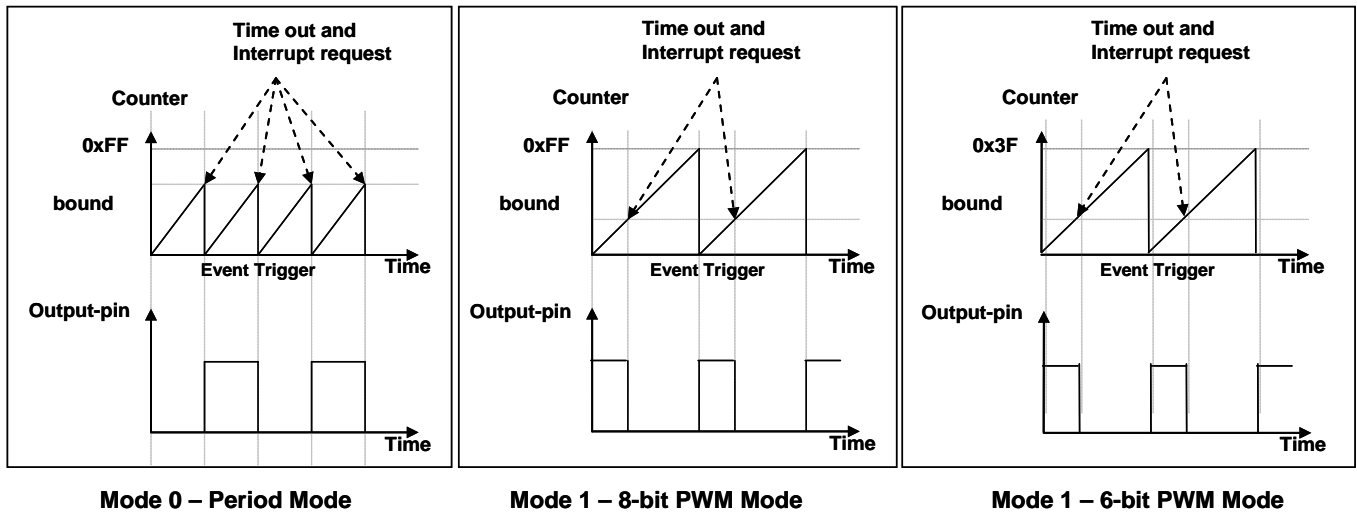 Time out and
Interrupt request
Counter
0xFF
bound
Event Trigger
Time
Output-pin
Time
Mode 0 – Period Mode
Time out and
Interrupt request
Counter
0xFF
bound
Event Trigger
Time
Output-pin
Time
Mode 1 – 8-bit PWM Mode
Time out and
Interrupt request
Counter
0x3F
bound
Event Trigger
Time
Output-pin
Time
Mode 1 – 6-bit PWM Mode